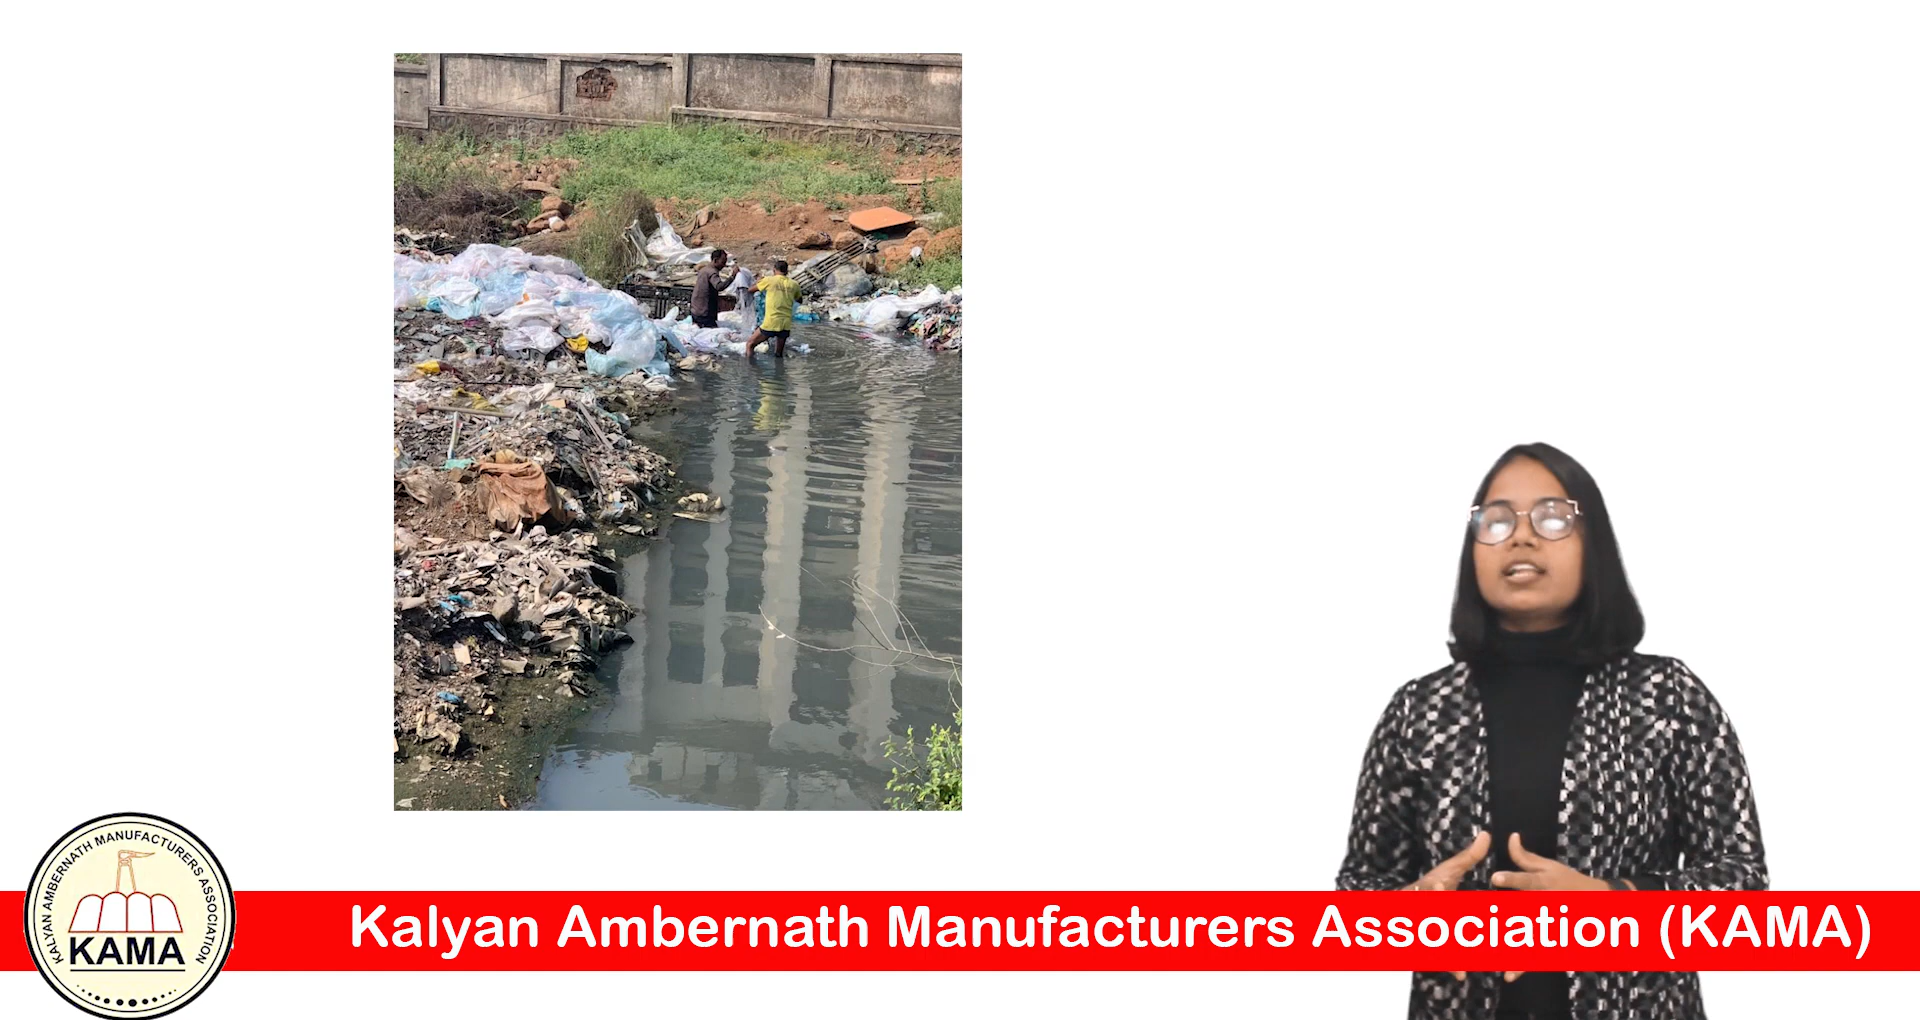 KALYAN AMBERNATH MANUFACTURERS ASSOCIATION
KAMA
Kalyan Ambernath Manufacturers Association (KAMA)